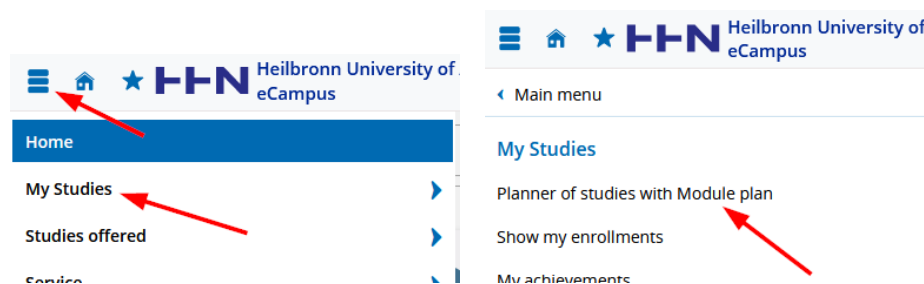 HHN Heilbronn University of
eCampus
Home
My Studies
Studies offered
Service
HHN Heilbronn University of
eCampus
Main menu
My Studies
Planner of studies with Module plan
Show my enrollments
My achievements